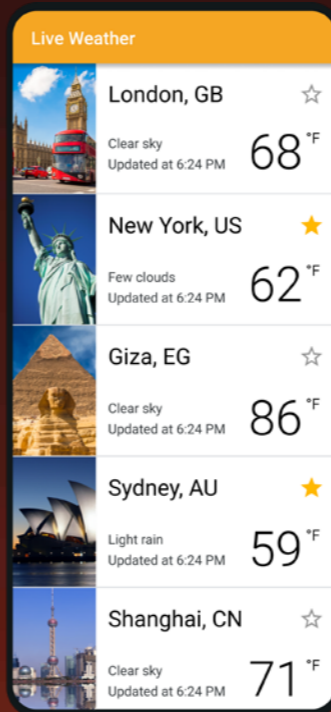 Live Weather
London, GB
Clear sky
Updated at 6:24 PM
68 °F
New York, US
Few clouds
Updated at 6:24 PM
62 °F
Giza, EG
Clear sky
Updated at 6:24 PM
86 °F
Sydney, AU
Light rain
Updated at 6:24 PM
59 °F
Shanghai, CN
Clear sky
Updated at 6:24 PM
71 °F